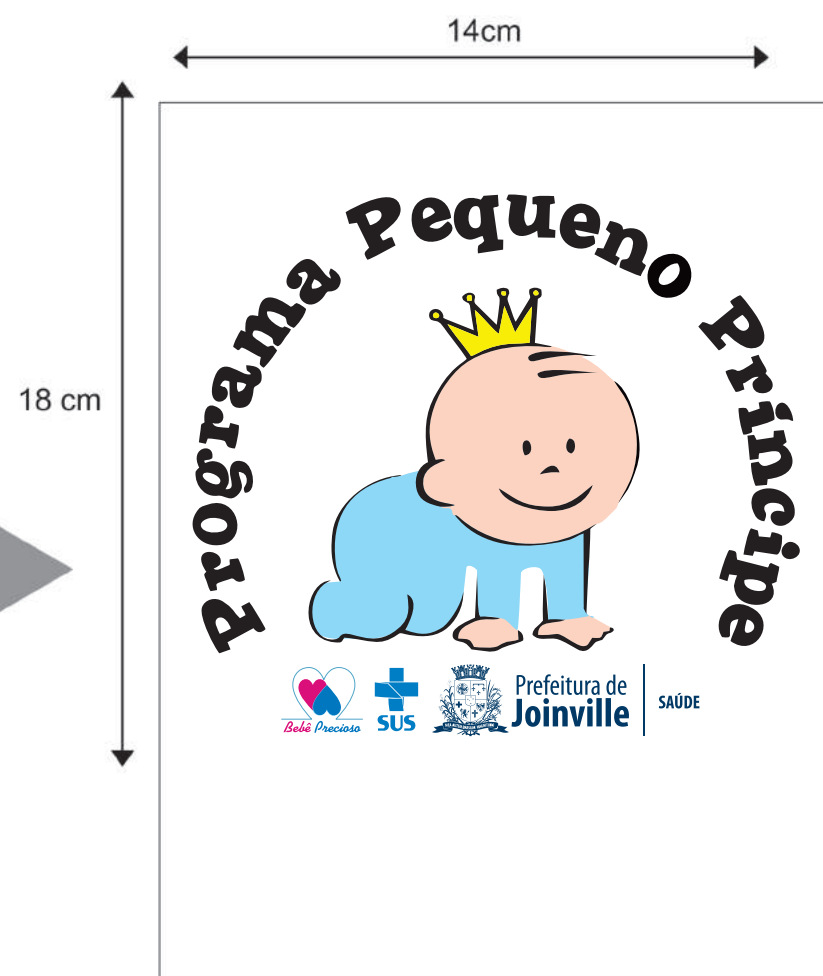 14cm
18 cm
Programa Pequeno Príncipe
Bebê Precioso
SUS
Prefeitura de
Joinville
SAÚDE